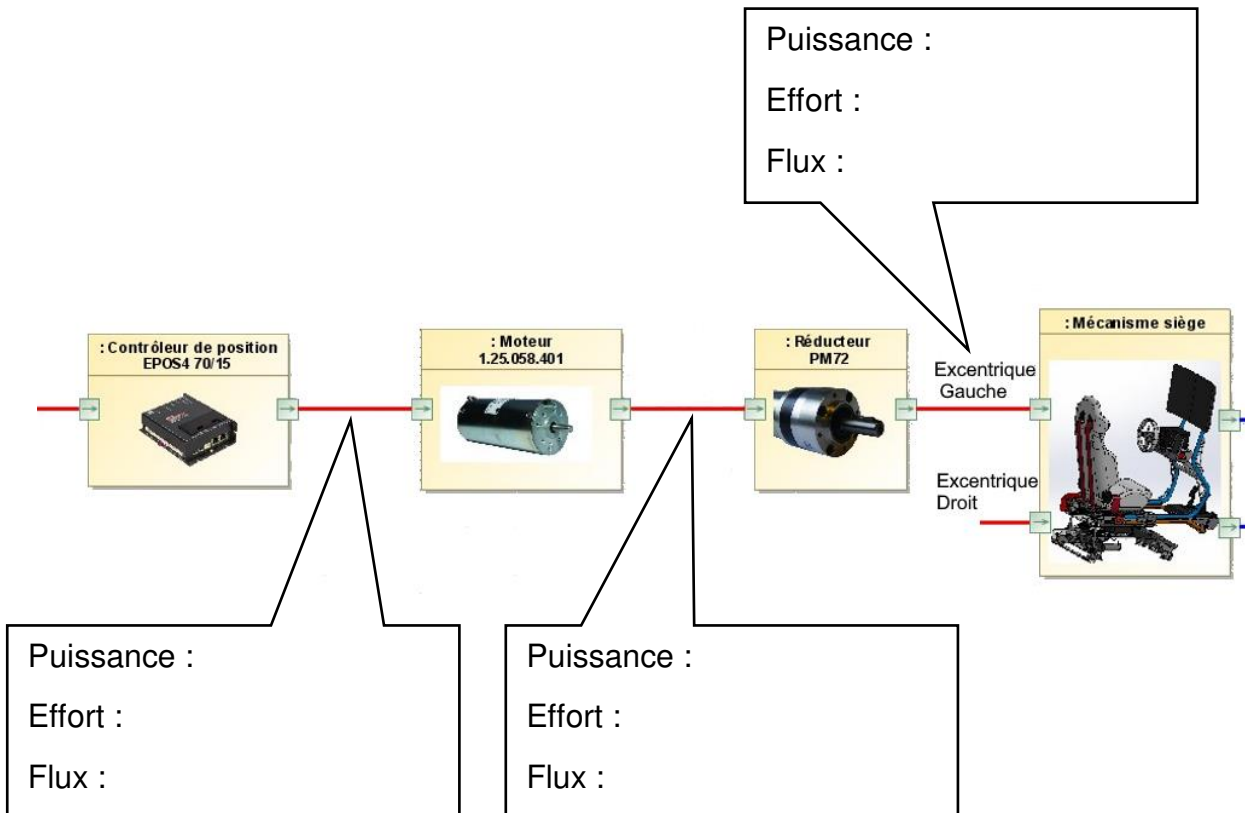 Puissance :
Effort :
Flux :
: Contrôleur de position
EPOS4 70/15
: Moteur
1.25.058.401
: Réducteur
PM72
Excentrique
Gauche
Excentrique
Droit
: Mécanisme siège
Puissance :
Effort :
Flux :
Puissance :
Effort :
Flux :